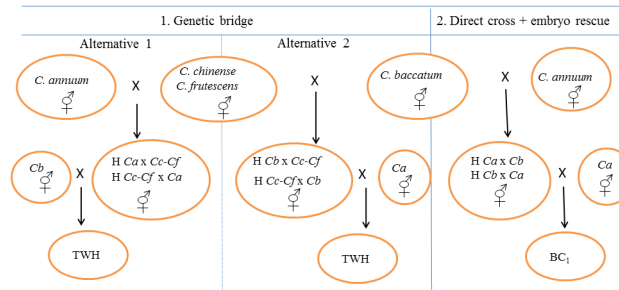 1. Genetic bridge
2. Direct cross + embryo rescue
Alternative 1
Alternative 2
C. annuum
X
C. chinense
C. frutescens
X
C. baccatum
X
C. annuum
Cb
X
H Ca x Cc-Cf
H Cc-Cf x Ca
H Cb x Cc-Cf
H Cc-Cf x Cb
X
Ca
H Ca x Cb
H Cb x Ca
X
Ca
TWH
TWH
BC₁